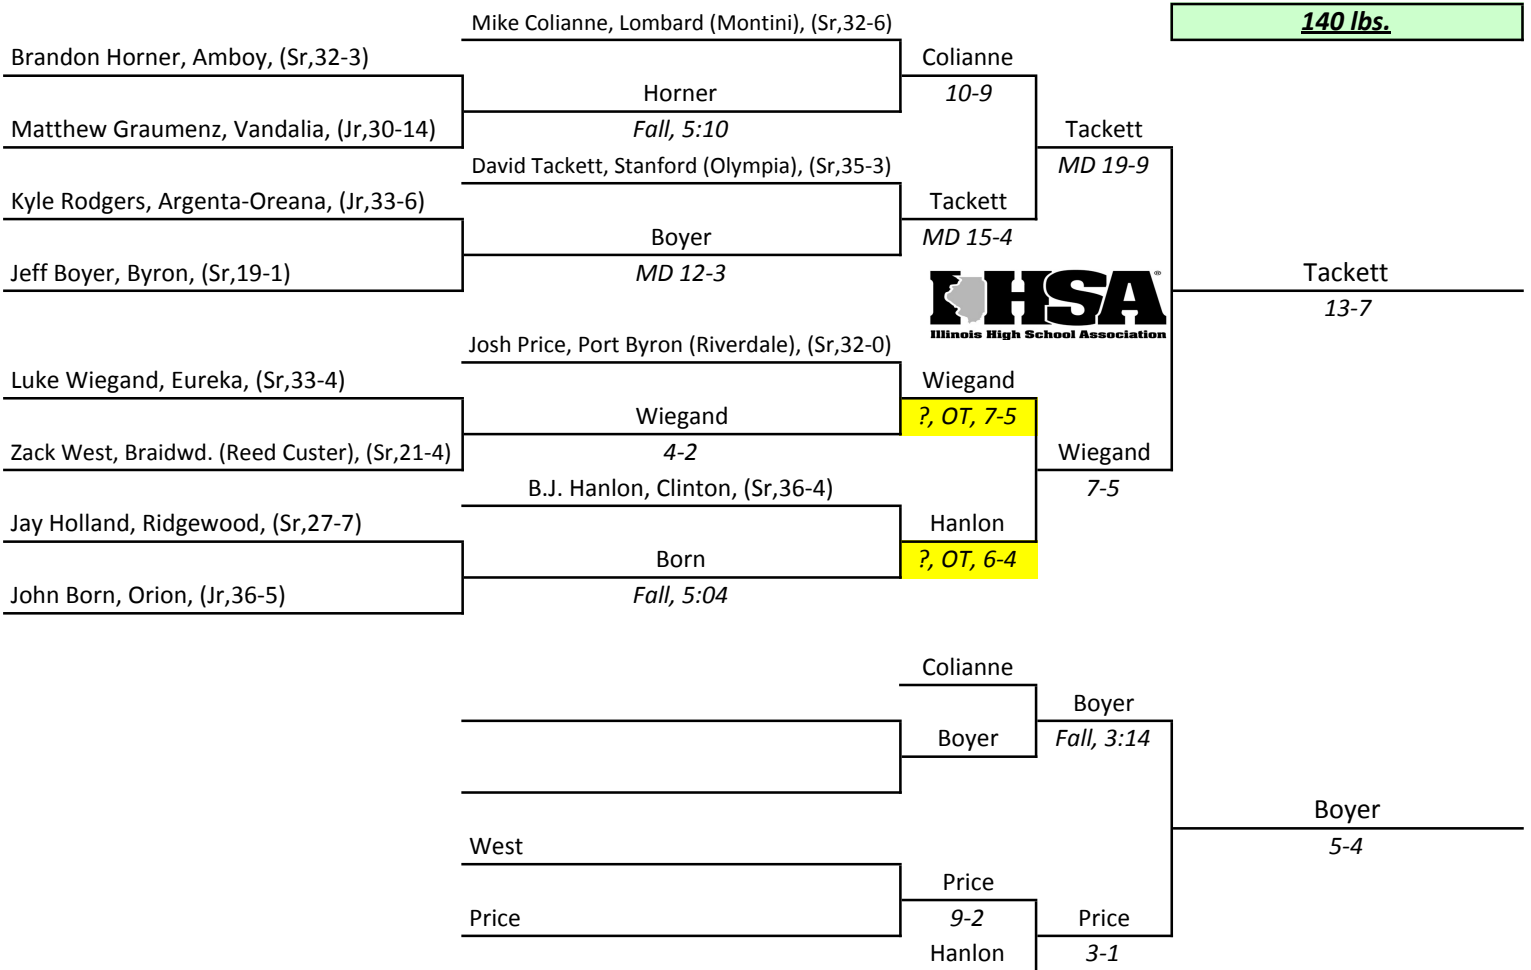 Mike Colianne, Lombard (Montini), (Sr,32-6)
140 lbs.
Brandon Horner, Amboy, (Sr,32-3)
Colianne
Horner
10-9
Matthew Graumenz, Vandalia, (Jr,30-14)
Fall, 5:10
Tackett
David Tackett, Stanford (Olympia), (Sr,35-3)
MD 19-9
Kyle Rodgers, Argenta-Oreana, (Jr,33-6)
Tackett
Boyer
MD 15-4
Jeff Boyer, Byron, (Sr,19-1)
MD 12-3
Tackett
IHSA®
13-7
Illinois High School Association
Josh Price, Port Byron (Riverdale), (Sr,32-0)
Luke Wiegand, Eureka, (Sr,33-4)
Wiegand
Wiegand
?, OT, 7-5
Zack West, Braidwd. (Reed Custer), (Sr,21-4)
4-2
Wiegand
B.J. Hanlon, Clinton, (Sr,36-4)
7-5
Jay Holland, Ridgewood, (Sr,27-7)
Hanlon
Born
?, OT, 6-4
John Born, Orion, (Jr,36-5)
Fall, 5:04
Colianne
Boyer
Boyer
Fall, 3:14
Boyer
West
5-4
Price
Price
9-2
Price
Hanlon
3-1